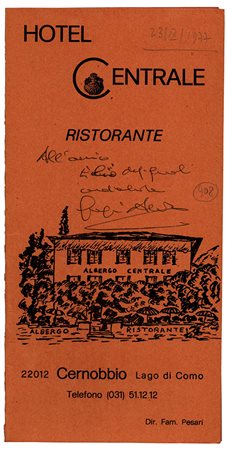 HOTEL
23/II/1977
CENTRALE
RISTORANTE
All'amico
908
ALBERGO CENTRALE
ALBERGO RISTORANTE
22012 Cernobbio Lago di Como
Telefono (031) 51.12.12
Dir. Fam. Pesari